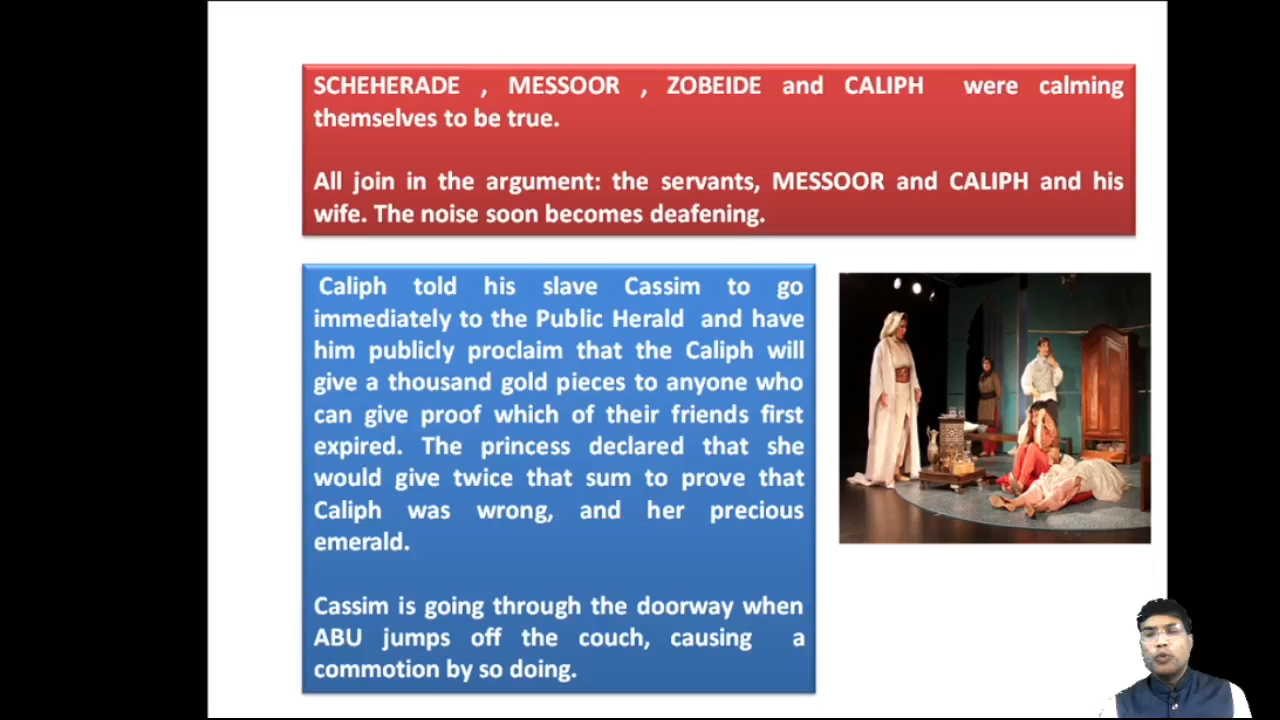 SCHEHERADE , MESSOOR , ZOBEIDE and CALIPH were calming
themselves to be true.
All join in the argument: the servants, MESSOOR and CALIPH and his
wife. The noise soon becomes deafening.
Caliph told his slave Cassim to go
immediately to the Public Herald and have
him publicly proclaim that the Caliph will
give a thousand gold pieces to anyone who
can give proof which of their friends first
expired. The princess declared that she
would give twice that sum to prove that
Caliph was wrong, and her precious
emerald.
Cassim is going through the doorway when
ABU jumps off the couch, causing a
commotion by so doing.